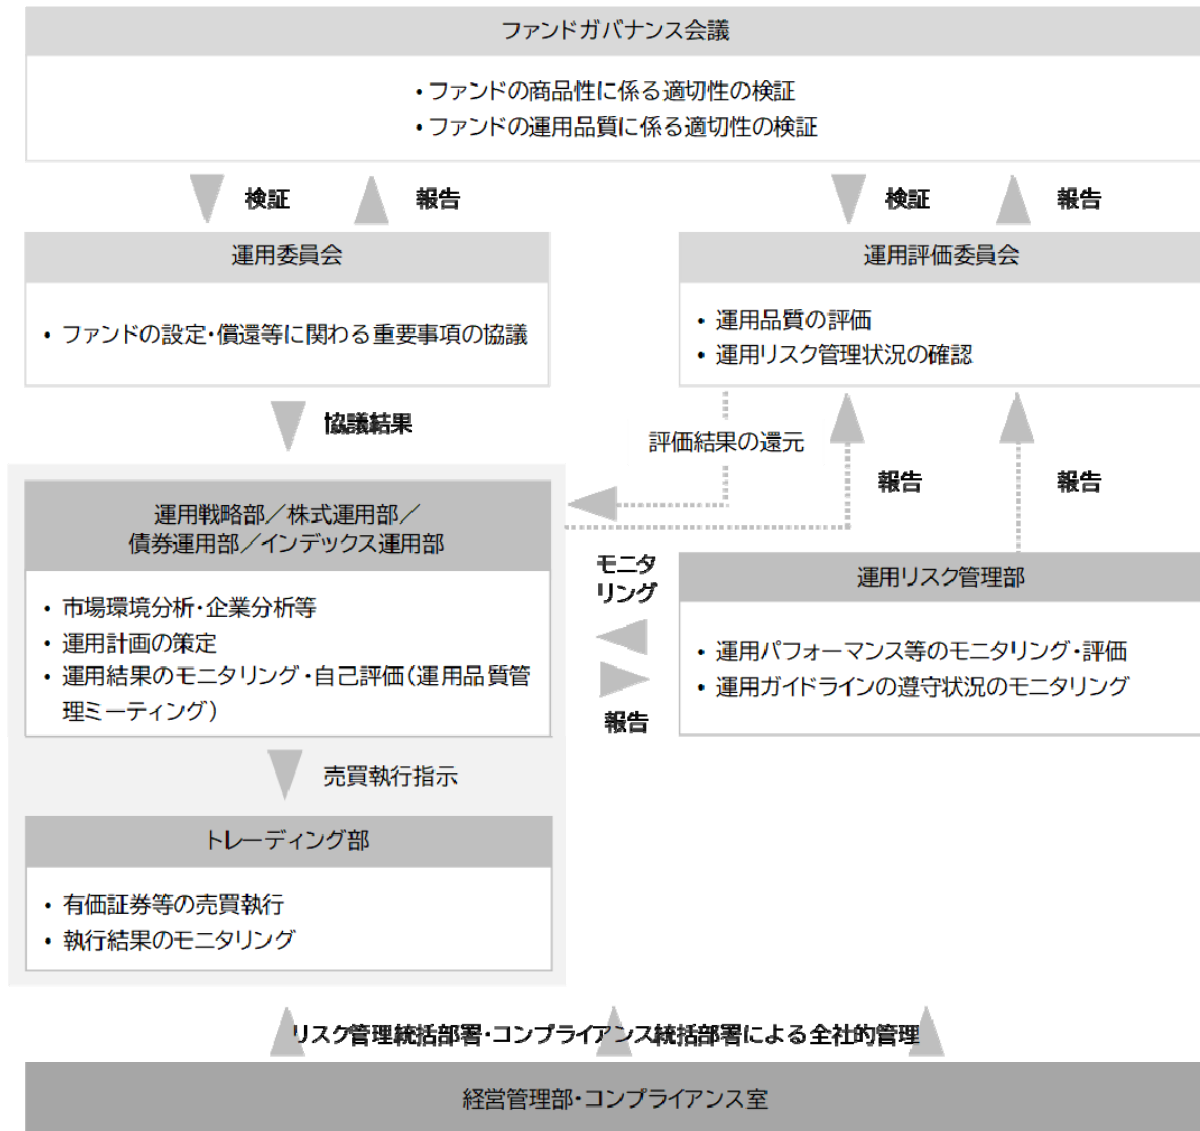 ファンドガバナンス会議
・ファンドの商品性に係る適切性の検証
・ファンドの運用品質に係る適切性の検証
検証
報告
検証
報告
運用委員会
• ファンドの設定・償還等に関わる重要事項の協議
運用評価委員会
• 運用品質の評価
• 運用リスク管理状況の確認
協議結果
評価結果の還元
報告
報告
運用戦略部／株式運用部／
債券運用部／インデックス運用部
• 市場環境分析・企業分析等
• 運用計画の策定
• 運用結果のモニタリング・自己評価(運用品質管
理ミーティング)
モニタ
リング
報告
運用リスク管理部
• 運用パフォーマンス等のモニタリング・評価
• 運用ガイドラインの遵守状況のモニタリング
売買執行指示
トレーディング部
• 有価証券等の売買執行
• 執行結果のモニタリング
リスク管理統括部署・コンプライアンス統括部署による全社的管理
経営管理部・コンプライアンス室